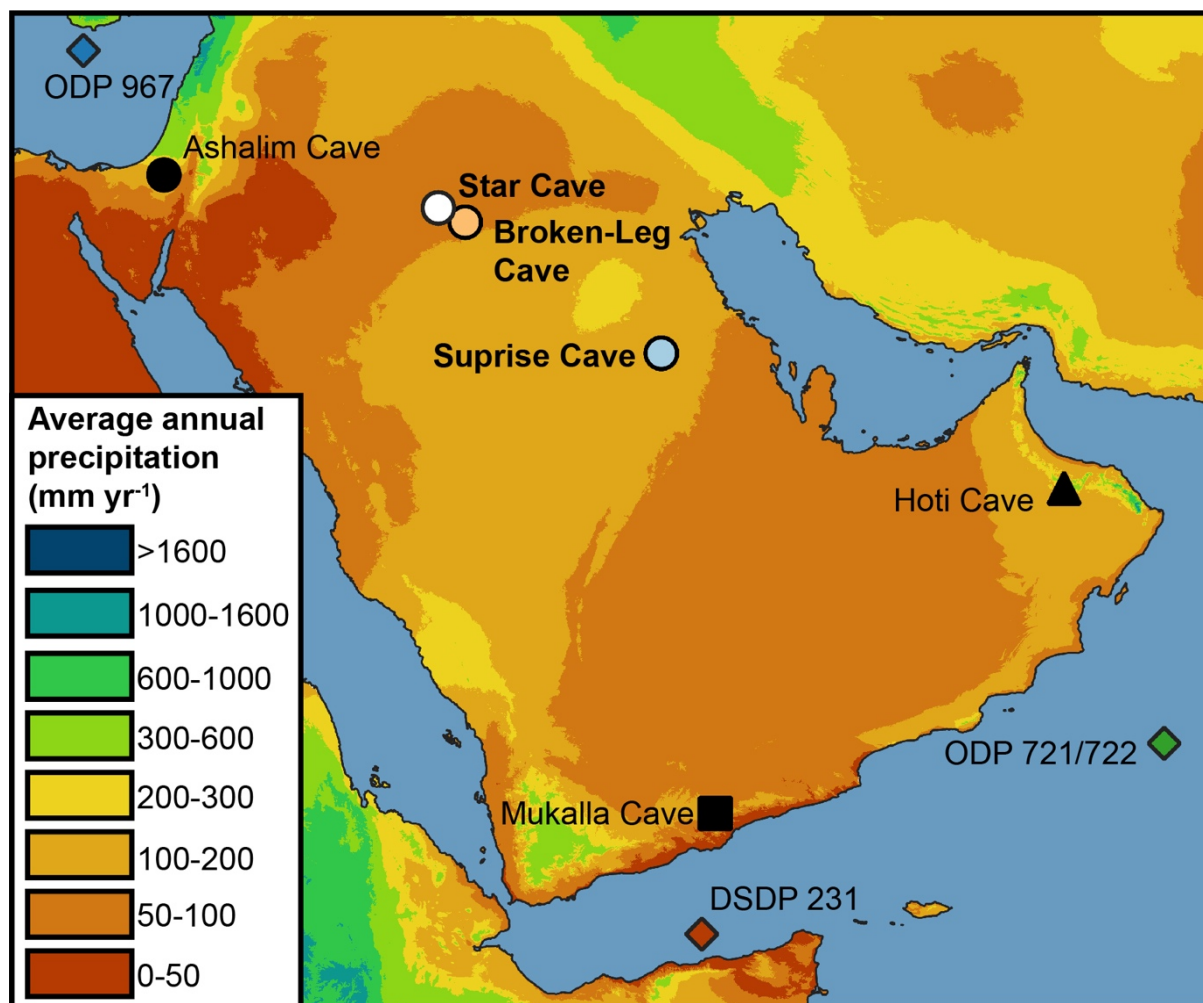 ODP 967
Ashalim Cave
Star Cave
Broken-Leg
Cave
Suprise Cave
Hoti Cave
ODP 721/722
Mukalla Cave
DSDP 231
Average annual
precipitation
(mm yr⁻¹)
>1600
1000-1600
600-1000
300-600
200-300
100-200
50-100
0-50